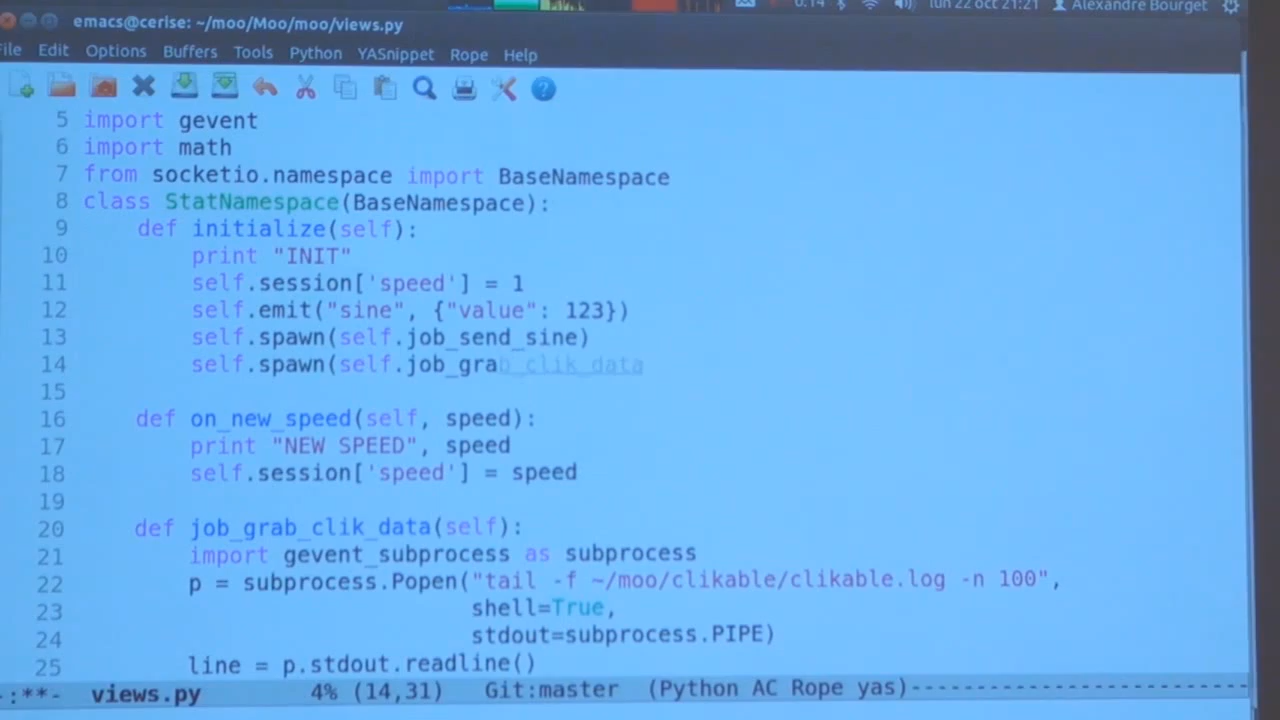 0:14 lun 22 oct 21:21 Alexandre Bourget
emacs@cerise: ~/moo/Moo/moo/views.py
File Edit Options Buffers Tools Python YASnippet Rope Help
5 import gevent
6 import math
7 from socketio.namespace import BaseNamespace
8 class StatNamespace(BaseNamespace):
9 def initialize(self):
10 print "INIT"
11 self.session['speed'] = 1
12 self.emit("sine", {"value": 123})
13 self.spawn(self.job_send_sine)
14 self.spawn(self.job_grab_clik_data
15
16 def on_new_speed(self, speed):
17 print "NEW SPEED", speed
18 self.session['speed'] = speed
19
20 def job_grab_clik_data(self):
21 import gevent_subprocess as subprocess
22 p = subprocess.Popen("tail -f ~/moo/clikable/clikable.log -n 100",
23 shell=True,
24 stdout=subprocess.PIPE)
25 line = p.stdout.readline()
-:**- views.py 4% (14,31) Git:master (Python AC Rope yas)--------------------------